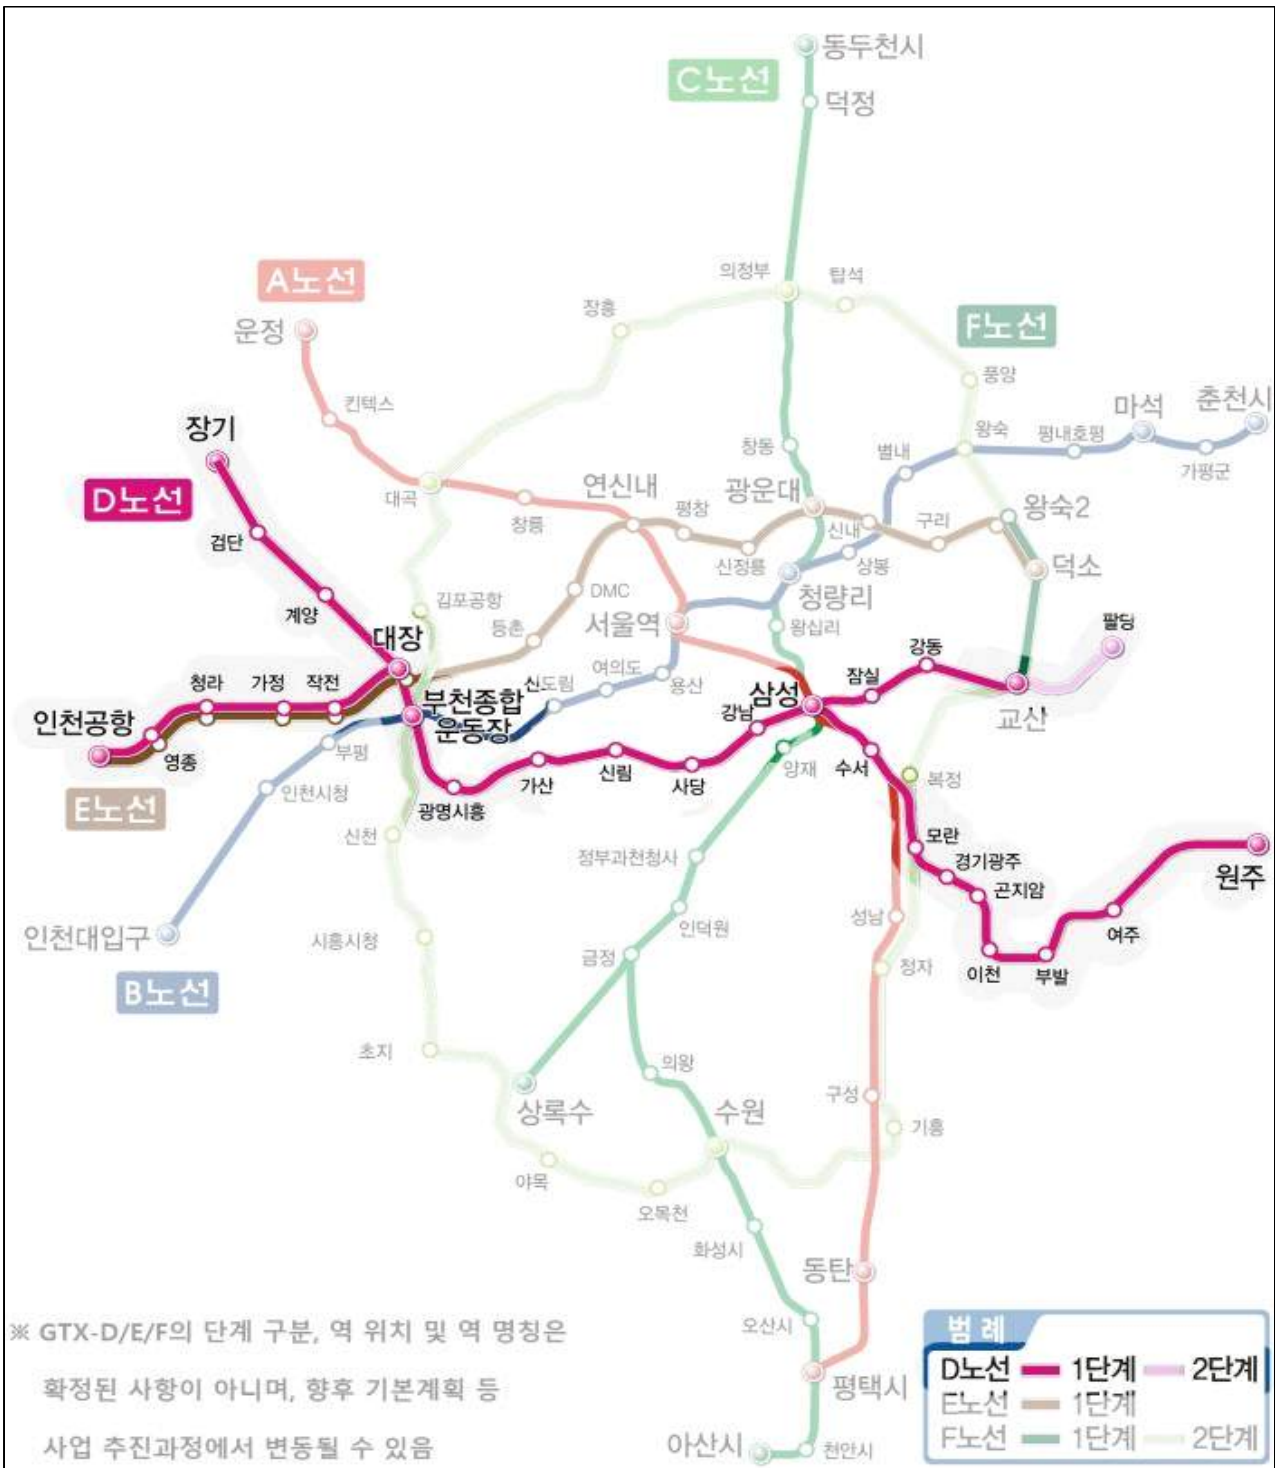 동두천시
C노선
덕정
의정부
탑석
A노선
운정
장흥
F노선
풍양
킨텍스
장기
마석
춘천시
왕숙
평내호평
창동
별내
가평군
D노선
대곡
연신내
광운대
창릉
평창
신내
구리
왕숙2
검단
신정릉
상봉
덕소
DMC
청량리
계양
김포공항
등촌
서울역
왕십리
팔당
대장
강동
여의도
청라
가정
작전
신도림
용산
잠실
삼성
부천종합
운동장
강남
교산
인천공항
영종
부평
양재
수서
가산
신림
사당
복정
E노선
인천시청
광명시흥
신천
모란
정부과천청사
경기광주
원주
곤지암
성남
인덕원
여주
인천대입구
시흥시청
금정
정자
이천
부발
B노선
초지
의왕
상록수
수원
구성
기흥
야목
오목천
화성시
동탄
오산시
평택시
아산시
천안시
※ GTX-D/E/F의 단계 구분, 역 위치 및 역 명칭은
확정된 사항이 아니며, 향후 기본계획 등
사업 추진과정에서 변동될 수 있음
범 례
D노선 1단계 2단계
E노선 1단계
F노선 1단계 2단계